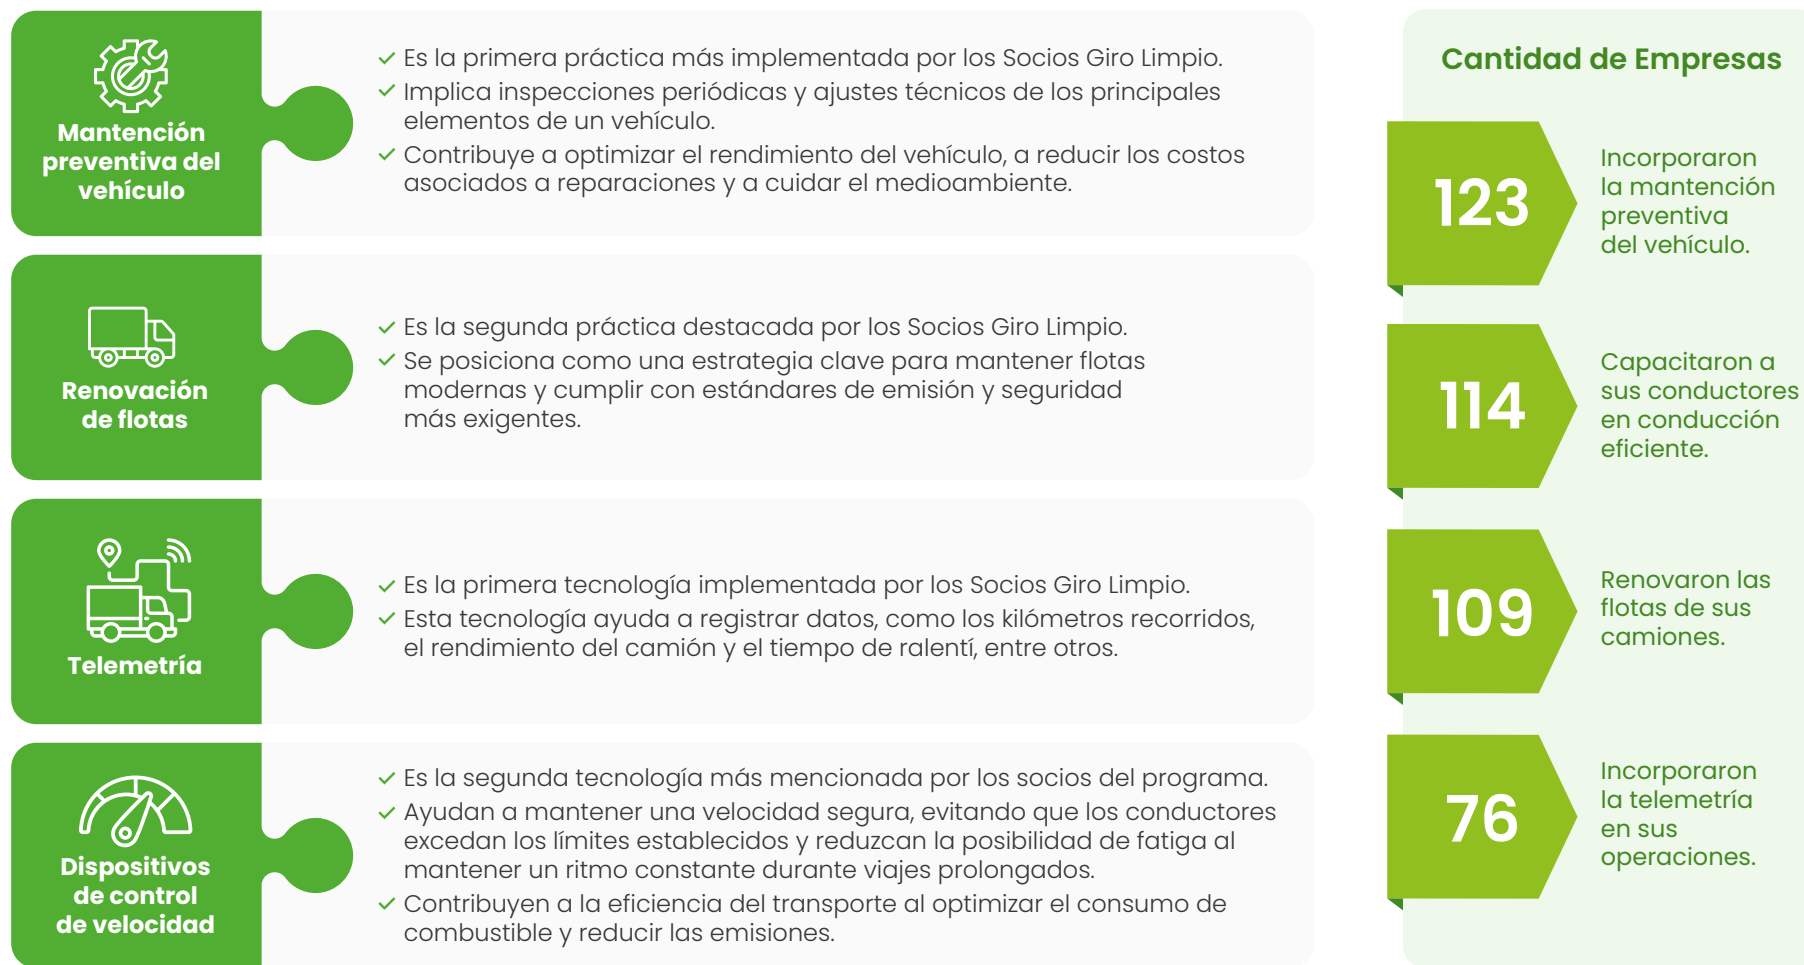 Mantención
preventiva del
vehículo
Es la primera práctica más implementada por los Socios Giro Limpio.
Implica inspecciones periódicas y ajustes técnicos de los principales
elementos de un vehículo.
Contribuye a optimizar el rendimiento del vehículo, a reducir los costos
asociados a reparaciones y a cuidar el medioambiente.
Renovación
de flotas
Es la segunda práctica destacada por los Socios Giro Limpio.
Se posiciona como una estrategia clave para mantener flotas
modernas y cumplir con estándares de emisión y seguridad
más exigentes.
Telemetría
Es la primera tecnología implementada por los Socios Giro Limpio.
Esta tecnología ayuda a registrar datos, como los kilómetros recorridos,
el rendimiento del camión y el tiempo de ralentí, entre otros.
Dispositivos
de control
de velocidad
Es la segunda tecnología más mencionada por los socios del programa.
Ayudan a mantener una velocidad segura, evitando que los conductores
excedan los límites establecidos y reduzcan la posibilidad de fatiga al
mantener un ritmo constante durante viajes prolongados.
Contribuyen a la eficiencia del transporte al optimizar el consumo de
combustible y reducir las emisiones.
Cantidad de Empresas
123
Incorporaron
la mantención
preventiva
del vehículo.
114
Capacitaron a
sus conductores
en conducción
eficiente.
109
Renovaron las
flotas de sus
camiones.
76
Incorporaron
la telemetría
en sus
operaciones.